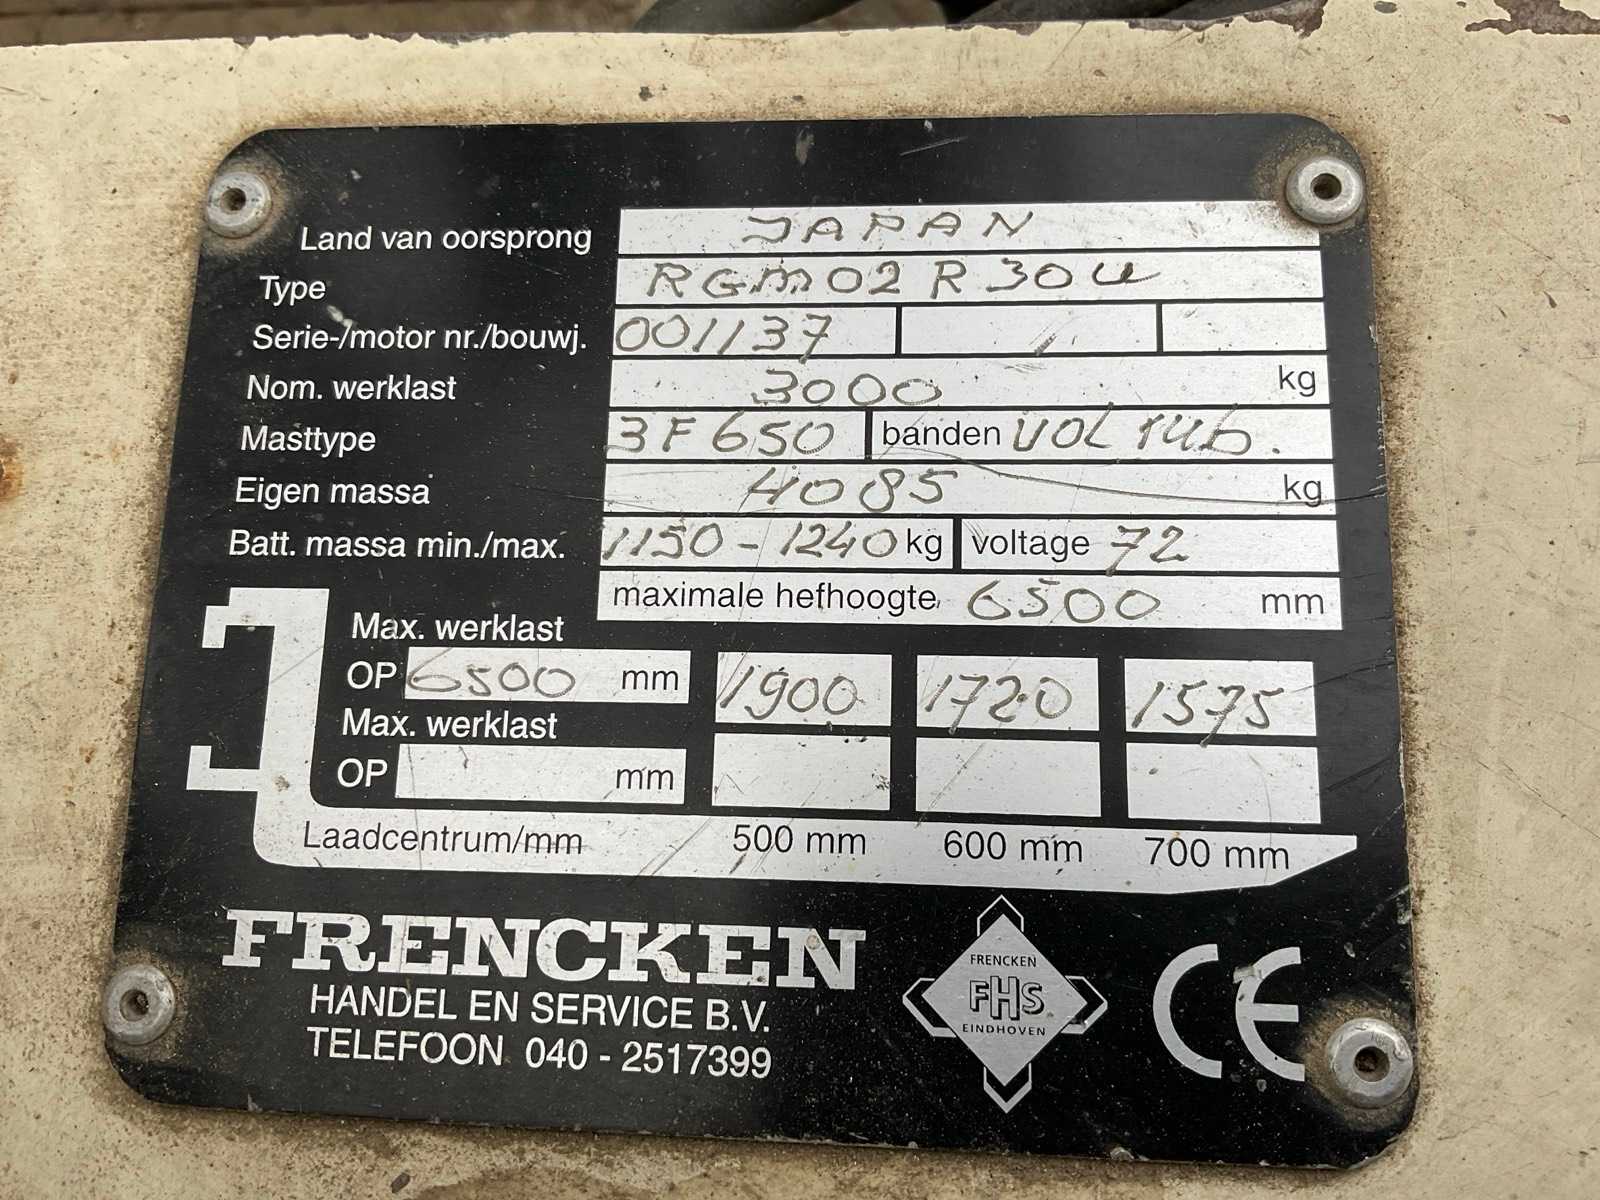 Land van oorsprong JAPAN
Type RGM02 R30U
Serie-/motor nr./bouwj. 001137
Nom. werklast 3000 kg
Masttype 3F650 banden VOL rub.
Eigen massa 4085 kg
Batt. massa min./max. 1150-1240 kg voltage 72
maximale hefhoogte 6500 mm
Max. werklast
OP 6500 mm 1900 1720 1575
Max. werklast
OP mm
Laadcentrum/mm 500 mm 600 mm 700 mm
FRENCKEN
HANDEL EN SERVICE B.V.
TELEFOON 040 - 2517399
FRENCKEN
FHS
EINDHOVEN
CE